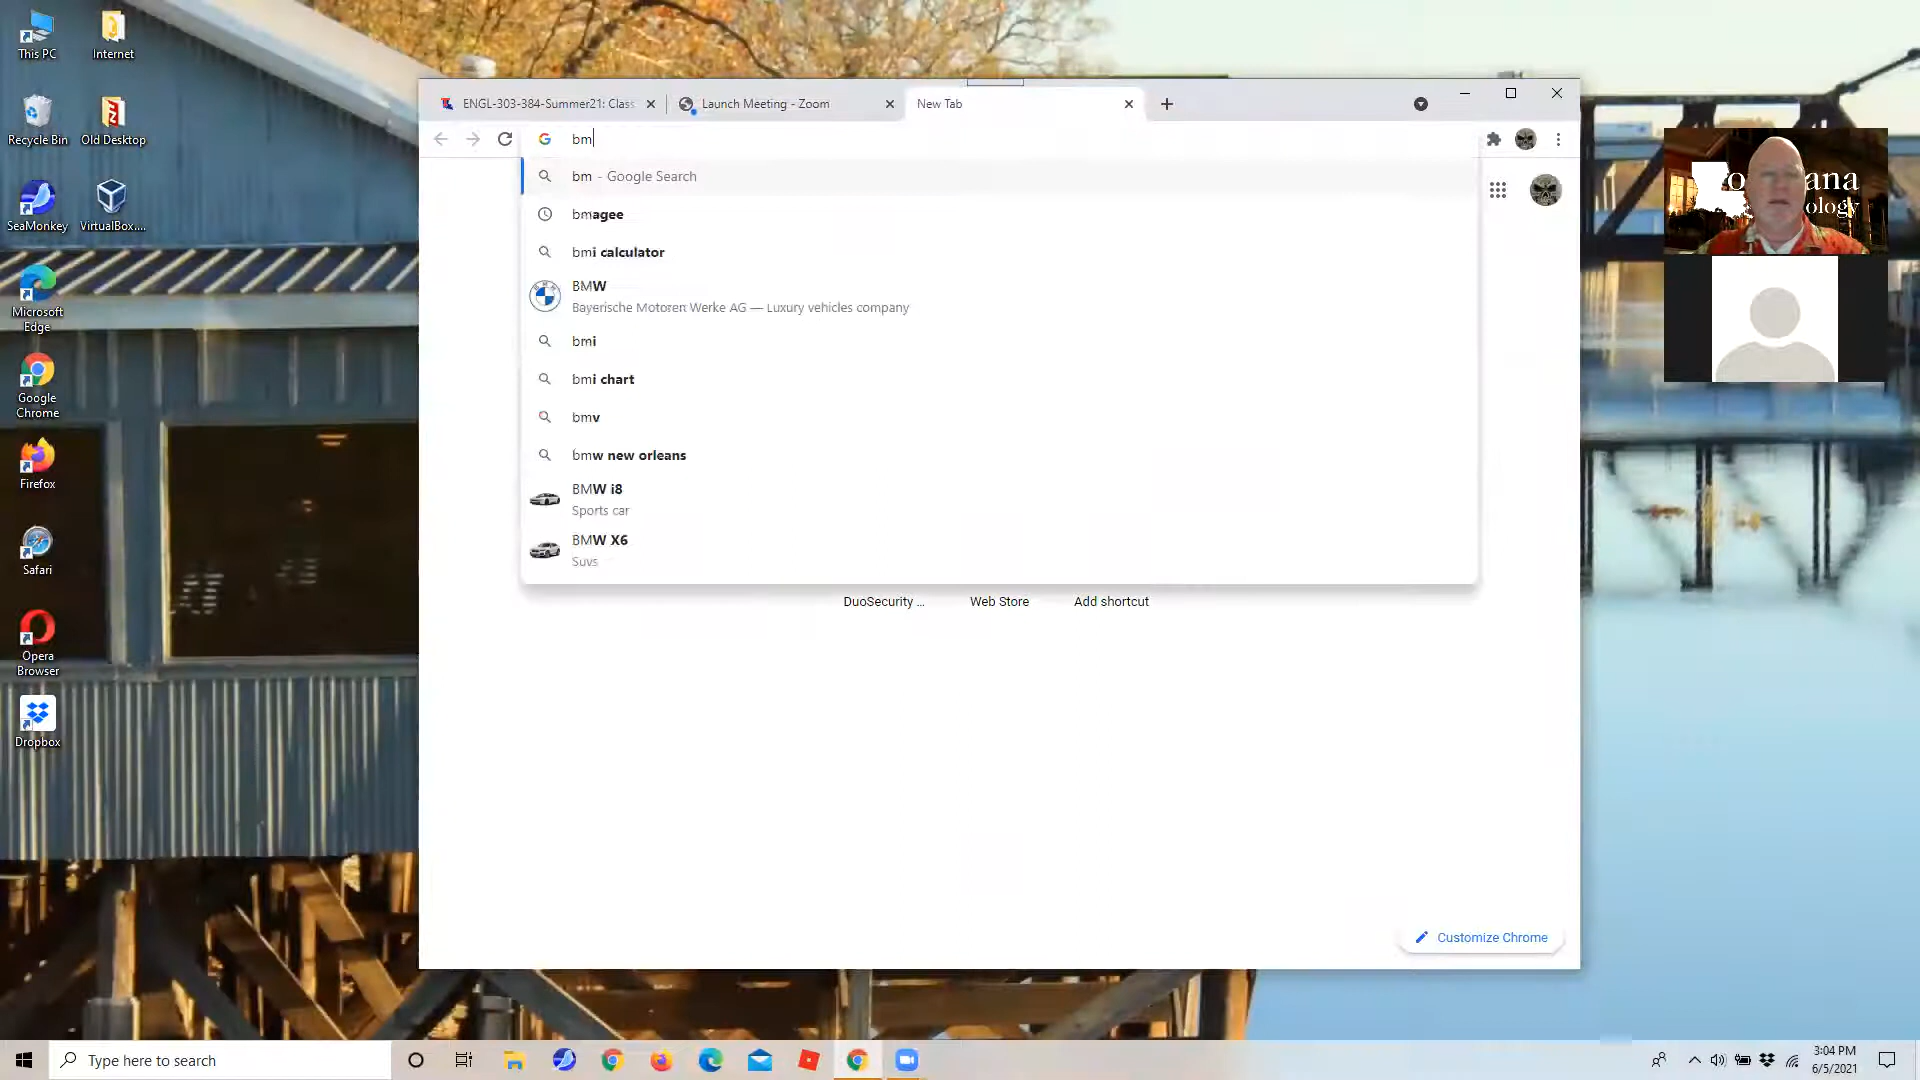 This PC
Internet
Recycle Bin
Old Desktop
SeaMonkey
VirtualBox....
Microsoft
Edge
Google
Chrome
Firefox
Safari
Opera
Browser
Dropbox
ENGL-303-384-Summer21: Class
Launch Meeting - Zoom
New Tab
bm
bm - Google Search
bmagee
bmi calculator
BMW
Bayerische Motoren Werke AG — Luxury vehicles company
bmi
bmi chart
bmv
bmw new orleans
BMW i8
Sports car
BMW X6
Suvs
DuoSecurity ...
Web Store
Add shortcut
Customize Chrome
ana
ology
Type here to search
3:04 PM
6/5/2021